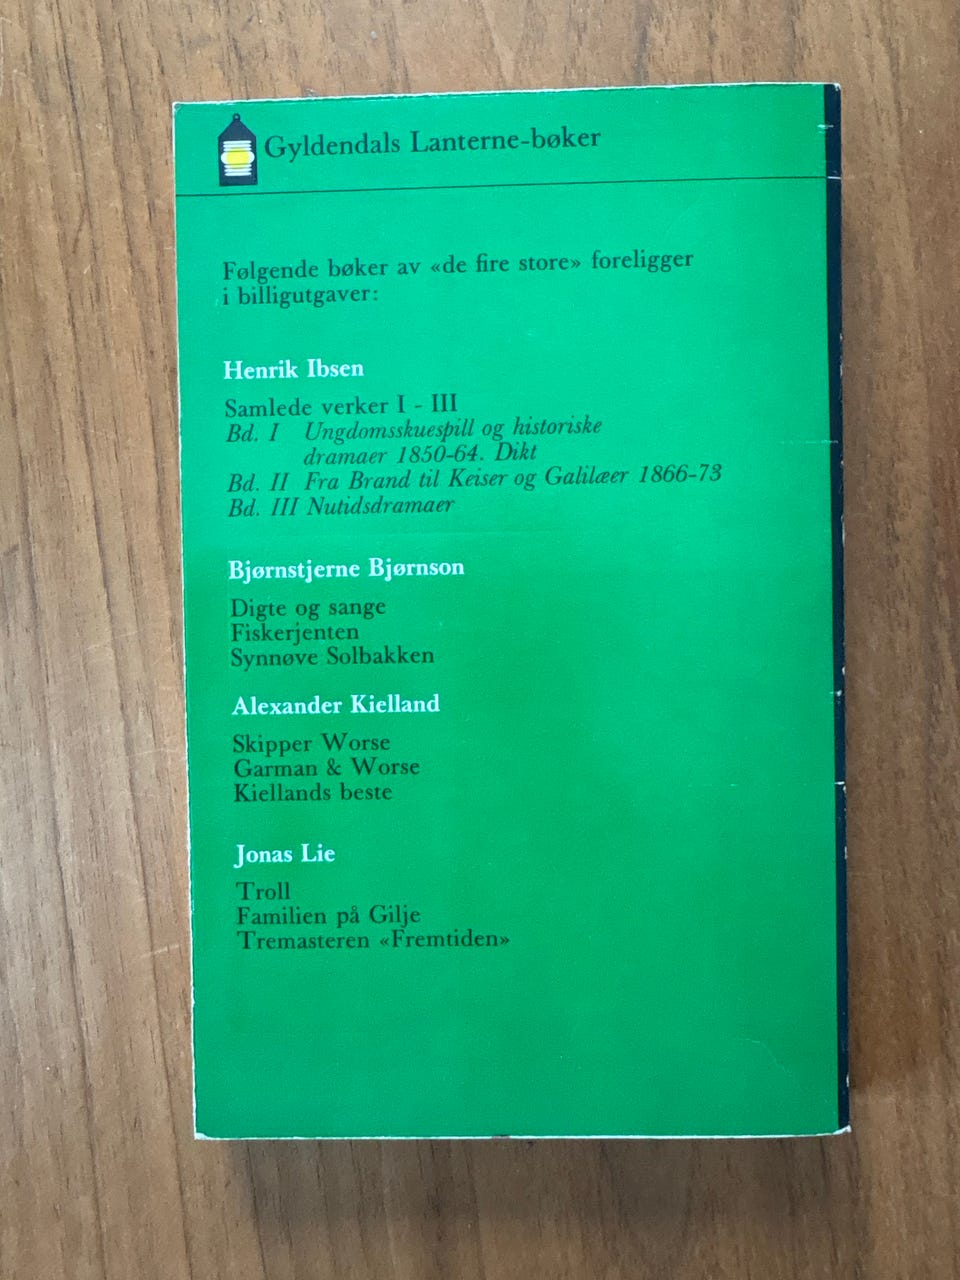 Gyldendals Lanterne-bøker
Følgende bøker av «de fire store» foreligger
i billigutgaver:
Henrik Ibsen
Samlede verker I - III
Bd. I Ungdomsskuespill og historiske
dramaer 1850-64. Dikt
Bd. II Fra Brand til Keiser og Galilæer 1866-73
Bd. III Nutidsdramaer
Bjørnstjerne Bjørnson
Digte og sange
Fiskerjenten
Synnøve Solbakken
Alexander Kielland
Skipper Worse
Garman & Worse
Kiellands beste
Jonas Lie
Troll
Familien på Gilje
Tremasteren «Fremtiden»